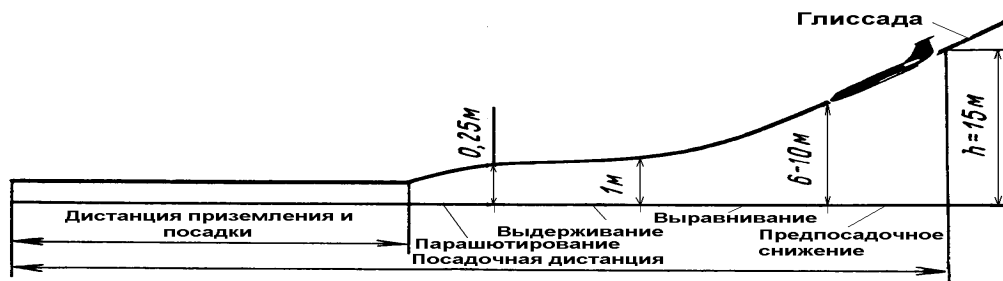 Глиссада
0,25м
1м
6-10м
h=15м
Дистанция приземления и
посадки
Парашютирование
Выдерживание
Выравнивание
Предпосадочное
снижение
Посадочная дистанция